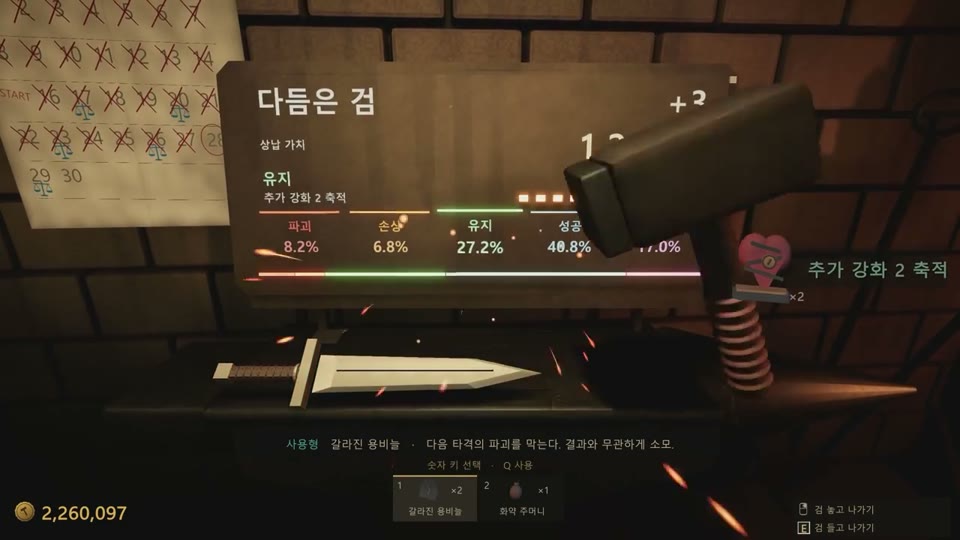 START
29 30
다듬은 검
+3
상납 가치
유지
추가 강화 2 축적
파괴 손상 유지 성공
8.2% 6.8% 27.2% 40.8% 17.0%
추가 강화 2 축적
×2
사용형 갈라진 용비늘 · 다음 타격의 파괴를 막는다. 결과와 무관하게 소모.
숫자 키 선택 · Q 사용
1 ×2 2 ×1
갈라진 용비늘 화약 주머니
2,260,097
검 놓고 나가기
E 검 들고 나가기